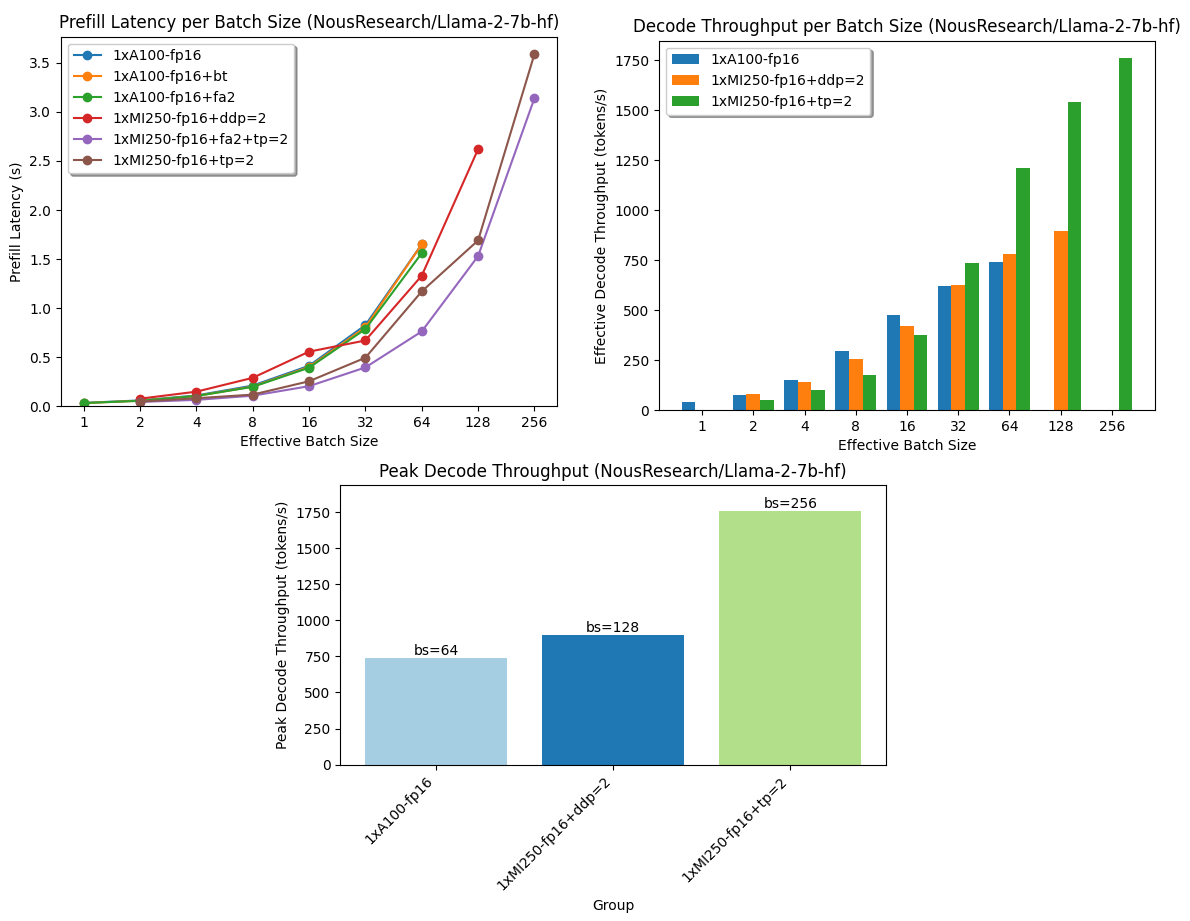 Prefill Latency per Batch Size (NousResearch/Llama-2-7b-hf)
1xA100-fp16
1xA100-fp16+bt
1xA100-fp16+fa2
1xMI250-fp16+ddp=2
1xMI250-fp16+fa2+tp=2
1xMI250-fp16+tp=2
Prefill Latency (s)
3.5
3.0
2.5
2.0
1.5
1.0
0.5
0.0
1 2 4 8 16 32 64 128 256
Effective Batch Size
Decode Throughput per Batch Size (NousResearch/Llama-2-7b-hf)
1xA100-fp16
1xMI250-fp16+ddp=2
1xMI250-fp16+tp=2
Effective Decode Throughput (tokens/s)
1750
1500
1250
1000
750
500
250
0
1 2 4 8 16 32 64 128 256
Effective Batch Size
Peak Decode Throughput (NousResearch/Llama-2-7b-hf)
Peak Decode Throughput (tokens/s)
1750
1500
1250
1000
750
500
250
0
bs=64
bs=128
bs=256
1xA100-fp16
1xMI250-fp16+ddp=2
1xMI250-fp16+tp=2
Group